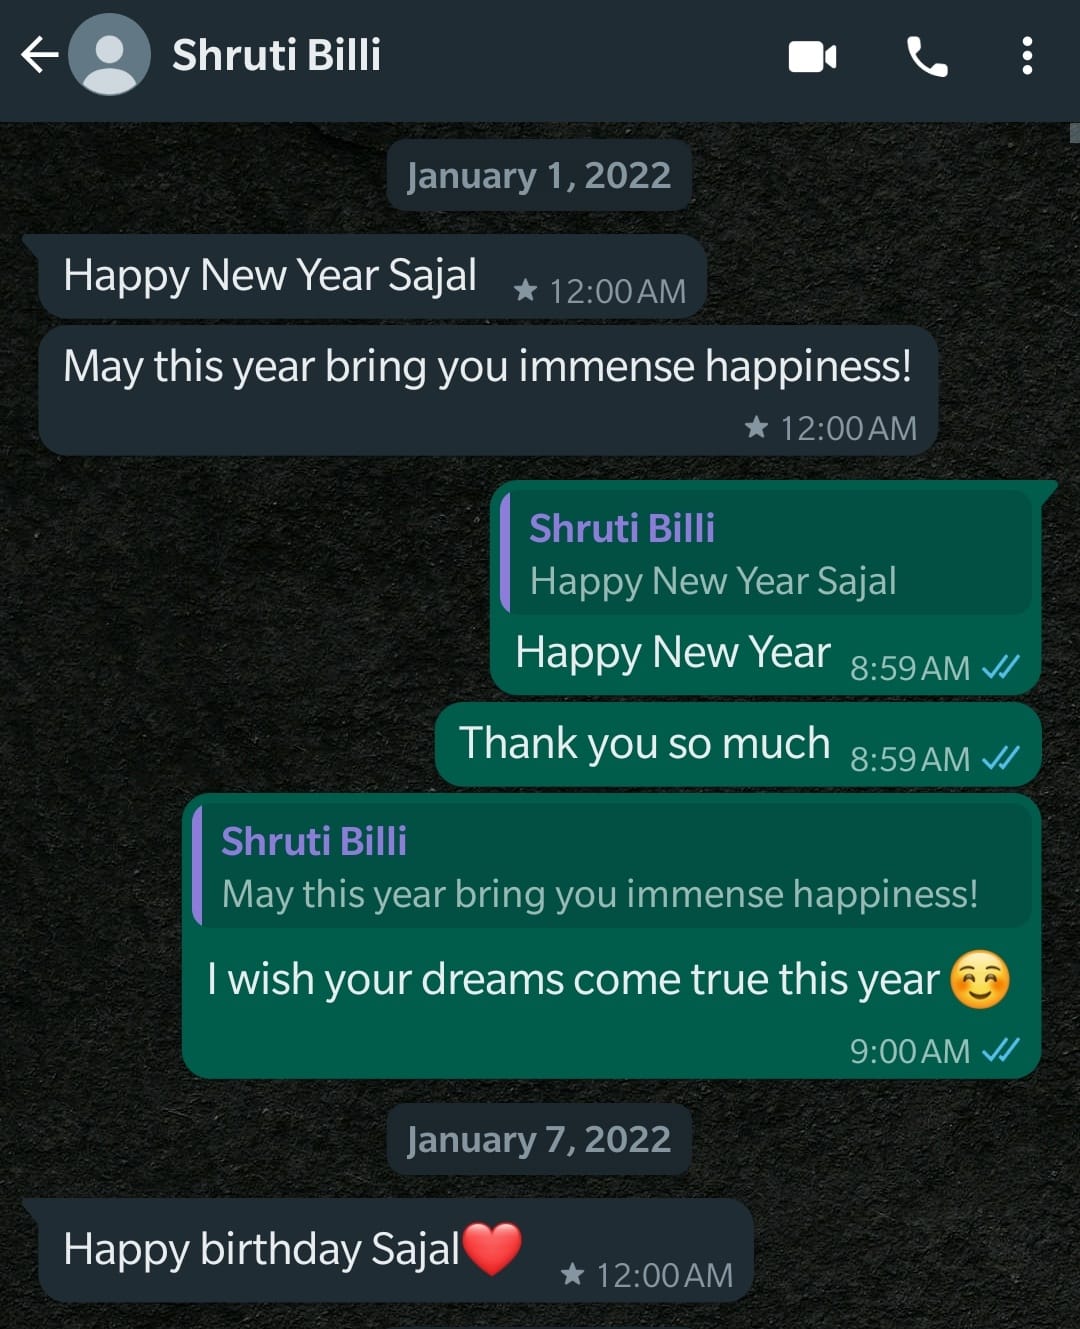 Shruti Billi
January 1, 2022
Happy New Year Sajal ★ 12:00 AM
May this year bring you immense happiness!
★ 12:00 AM
Shruti Billi
Happy New Year Sajal
Happy New Year 8:59 AM
Thank you so much 8:59 AM
Shruti Billi
May this year bring you immense happiness!
I wish your dreams come true this year ☺️
9:00 AM
January 7, 2022
Happy birthday Sajal❤️ ★ 12:00 AM